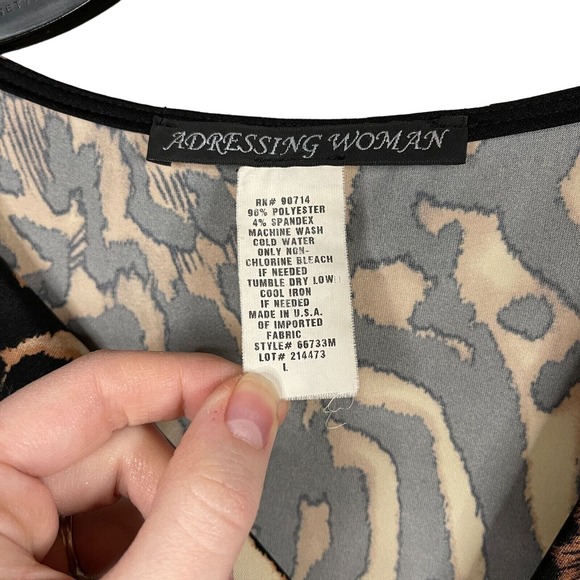 ADRESSING WOMAN
RN# 90714
96% POLYESTER
4% SPANDEX
MACHINE WASH
COLD WATER
ONLY NON-
CHLORINE BLEACH
IF NEEDED
TUMBLE DRY LOW
COOL IRON
IF NEEDED
MADE IN U.S.A.
OF IMPORTED
FABRIC
STYLE# 66733M
LOT# 214473
L